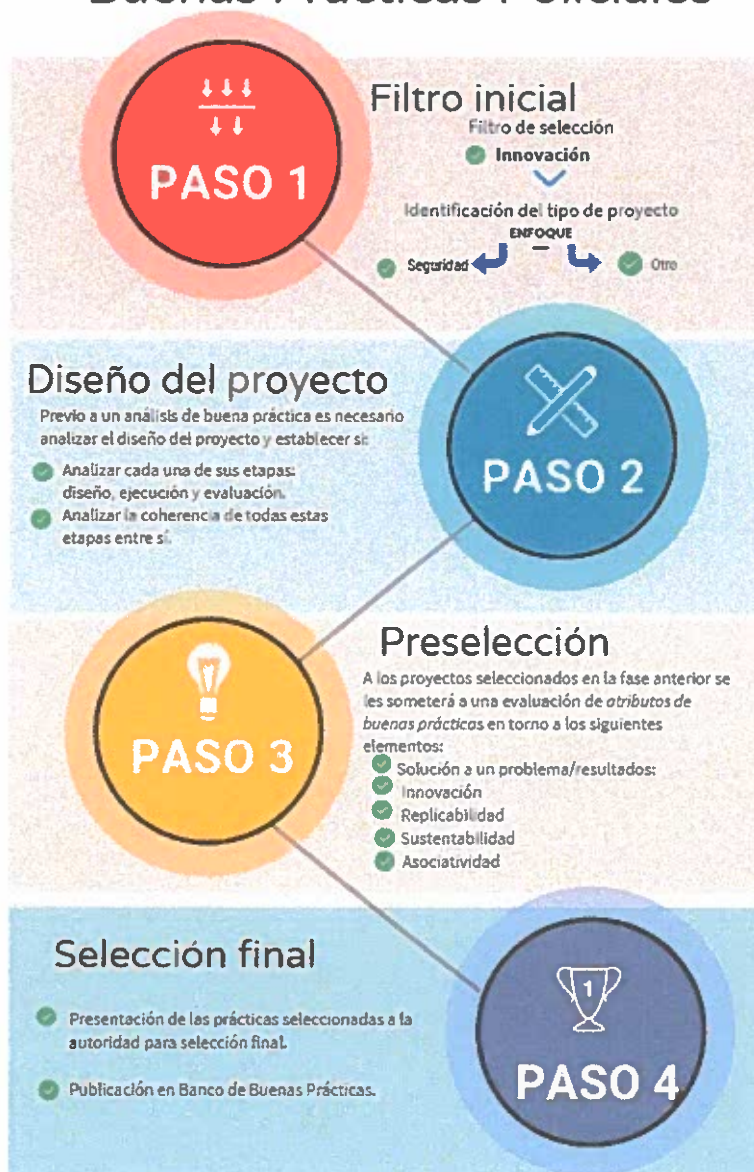 Buenas Prácticas Policiales
PASO 1
Filtro inicial
Filtro de selección
Innovación
Identificación del tipo de proyecto
ENFOQUE
Seguridad
Otro
Diseño del proyecto
Previo a un análisis de buena práctica es necesario
analizar el diseño del proyecto y establecer si:
Analizar cada una de sus etapas:
diseño, ejecución y evaluación.
Analizar la coherencia de todas estas
etapas entre sí.
PASO 2
PASO 3
Preselección
A los proyectos seleccionados en la fase anterior se
les someterá a una evaluación de atributos de
buenas prácticas en torno a los siguientes
elementos:
Solución a un problema/resultados:
Innovación
Replicabilidad
Sustentabilidad
Asociatividad
Selección final
Presentación de las prácticas seleccionadas a la
autoridad para selección final.
Publicación en Banco de Buenas Prácticas.
1
PASO 4